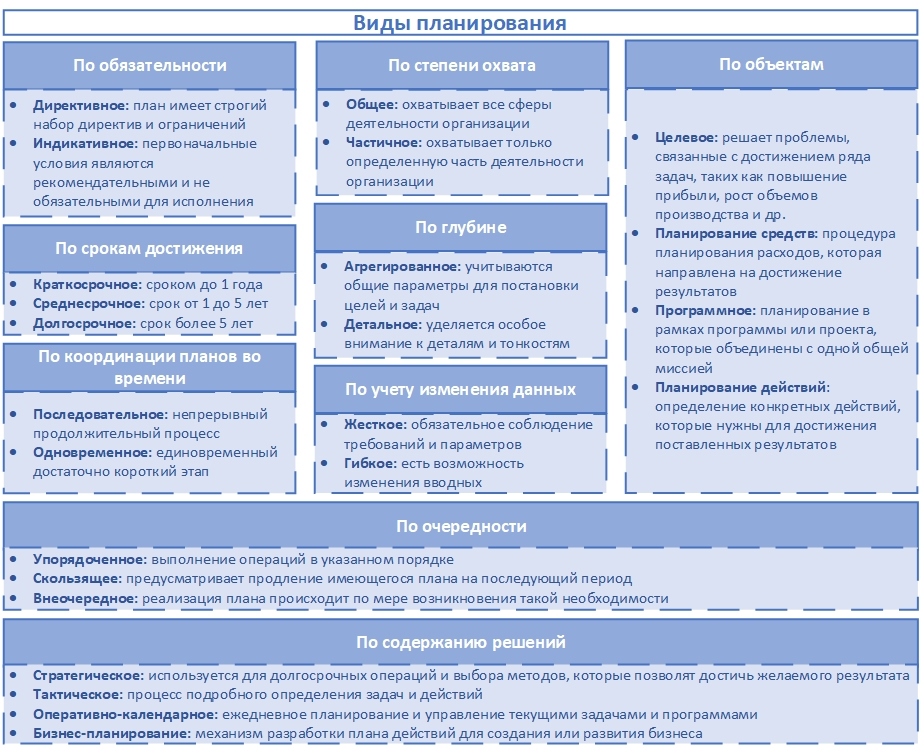 Виды планирования
По обязательности
• Директивное: план имеет строгий
набор директив и ограничений
• Индикативное: первоначальные
условия являются
рекомендательными и не
обязательными для исполнения
По срокам достижения
• Краткосрочное: сроком до 1 года
• Среднесрочное: срок от 1 до 5 лет
• Долгосрочное: срок более 5 лет
По координации планов во
времени
• Последовательное: непрерывный
продолжительный процесс
• Одновременное: единовременный
достаточно короткий этап
По степени охвата
• Общее: охватывает все сферы
деятельности организации
• Частичное: охватывает только
определенную часть деятельности
организации
По глубине
• Агрегированное: учитываются
общие параметры для постановки
целей и задач
• Детальное: уделяется особое
внимание к деталям и тонкостям
По учету изменения данных
• Жесткое: обязательное соблюдение
требований и параметров
• Гибкое: есть возможность
изменения вводных
По объектам
• Целевое: решает проблемы,
связанные с достижением ряда
задач, таких как повышение
прибыли, рост объемов
производства и др.
• Планирование средств: процедура
планирования расходов, которая
направлена на достижение
результатов
• Программное: планирование в
рамках программы или проекта,
которые объединены с одной общей
миссией
• Планирование действий:
определение конкретных действий,
которые нужны для достижения
поставленных результатов
По очередности
• Упорядоченное: выполнение операций в указанном порядке
• Скользящее: предусматривает продление имеющегося плана на последующий период
• Внеочередное: реализация плана происходит по мере возникновения такой необходимости
По содержанию решений
• Стратегическое: используется для долгосрочных операций и выбора методов, которые позволят достичь желаемого результата
• Тактическое: процесс подробного определения задач и действий
• Оперативно-календарное: ежедневное планирование и управление текущими задачами и программами
• Бизнес-планирование: механизм разработки плана действий для создания или развития бизнеса